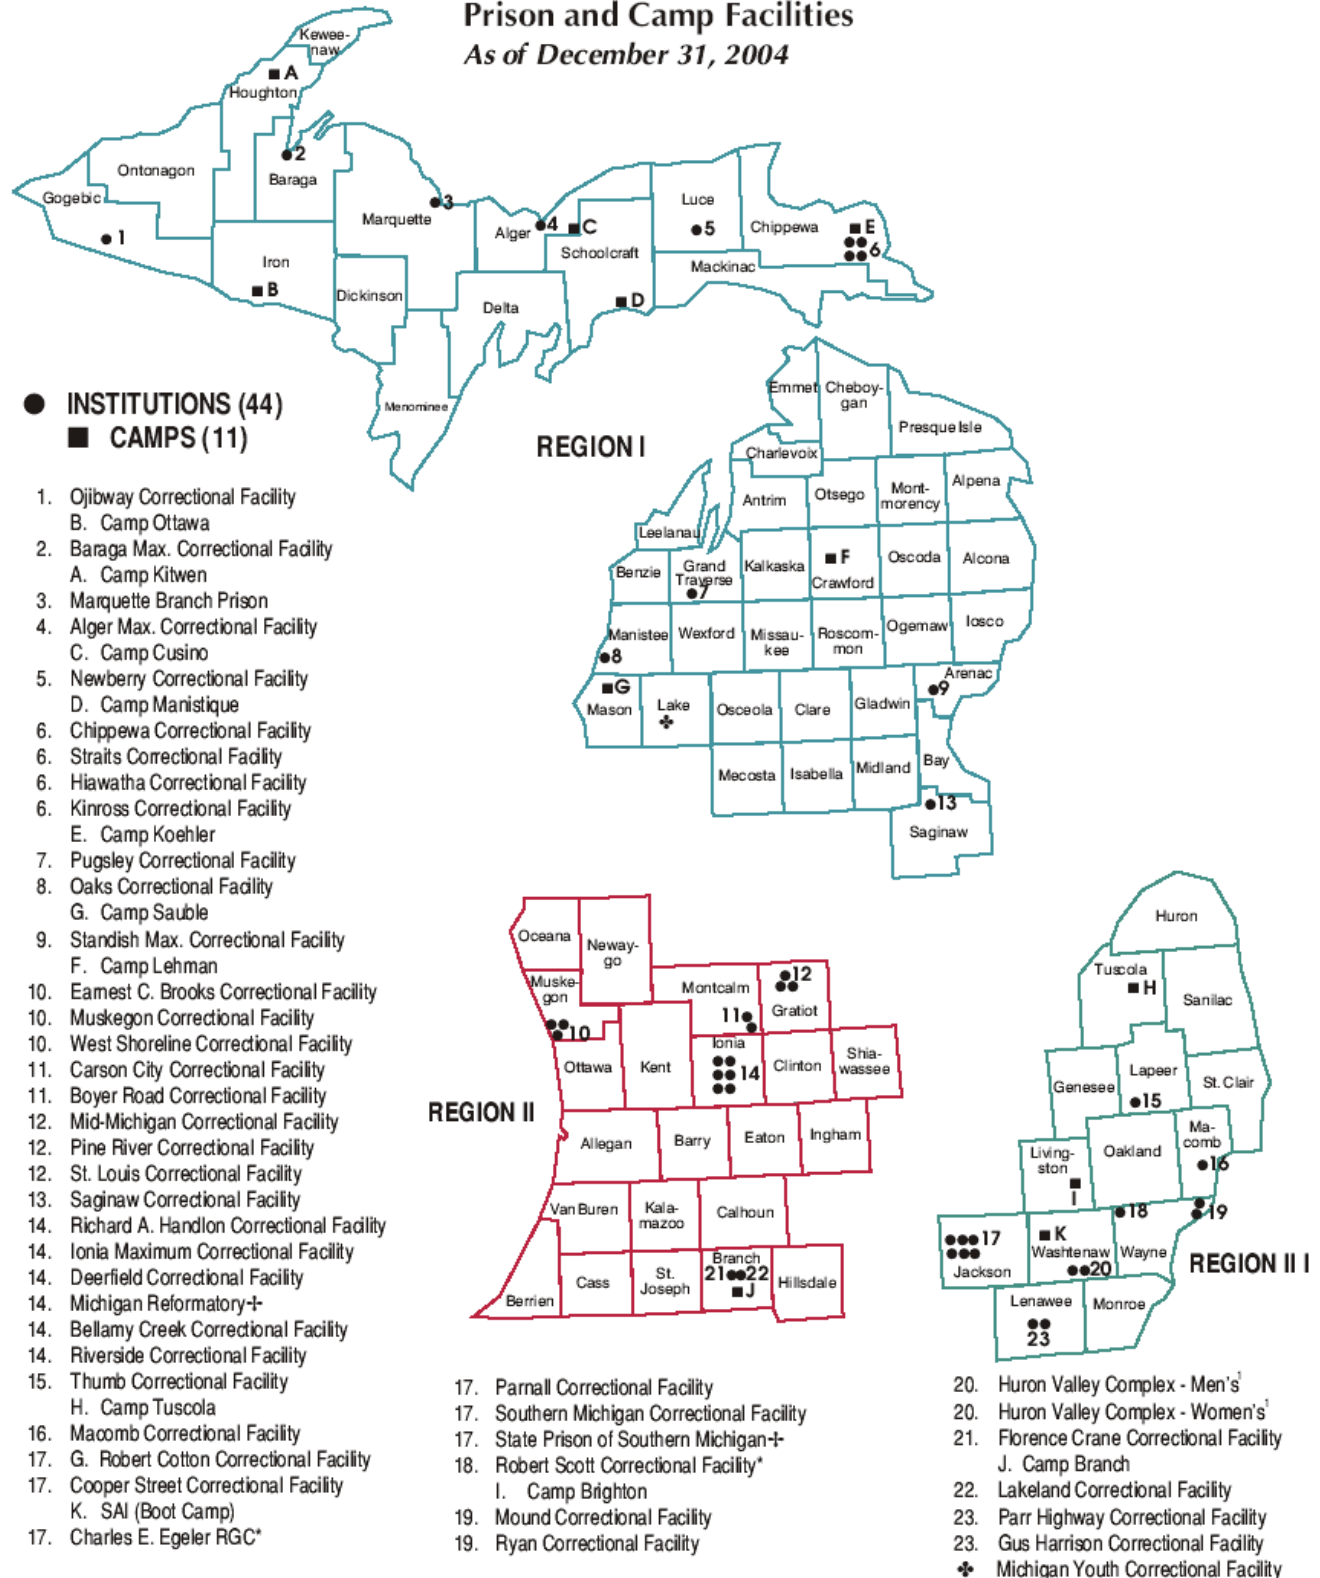 Prison and Camp Facilities
As of December 31, 2004
Kewee-
naw
A
Houghton
Ontonagon
2
Baraga
Gogebic
1
3
Marquette
Iron
B
Dickinson
Alger
4
C
Schoolcraft
D
Delta
Menominee
Luce
5
Chippewa
E
6
Mackinac
● INSTITUTIONS (44)
■ CAMPS (11)
REGION I
Emmet
Cheboy-
gan
Presque Isle
Charlevoix
Antrim
Otsego
Mont-
morency
Alpena
Leelanau
Benzie
Grand
Traverse
7
Kalkaska
F
Crawford
Oscoda
Alcona
Manistee
8
Wexford
Missau-
kee
Roscom-
mon
Ogemaw
Iosco
G
Mason
Lake
Osceola
Clare
Gladwin
Arenac
9
Mecosta
Isabella
Midland
Bay
13
Saginaw
1. Ojibway Correctional Facility
B. Camp Ottawa
2. Baraga Max. Correctional Facility
A. Camp Kitwen
3. Marquette Branch Prison
4. Alger Max. Correctional Facility
C. Camp Cusino
5. Newberry Correctional Facility
D. Camp Manistique
6. Chippewa Correctional Facility
6. Straits Correctional Facility
6. Hiawatha Correctional Facility
6. Kinross Correctional Facility
E. Camp Koehler
7. Pugsley Correctional Facility
8. Oaks Correctional Facility
G. Camp Sauble
9. Standish Max. Correctional Facility
F. Camp Lehman
10. Earnest C. Brooks Correctional Facility
10. Muskegon Correctional Facility
10. West Shoreline Correctional Facility
11. Carson City Correctional Facility
11. Boyer Road Correctional Facility
12. Mid-Michigan Correctional Facility
12. Pine River Correctional Facility
12. St. Louis Correctional Facility
13. Saginaw Correctional Facility
14. Richard A. Handlon Correctional Facility
14. Ionia Maximum Correctional Facility
14. Deerfield Correctional Facility
14. Michigan Reformatory✢
14. Bellamy Creek Correctional Facility
14. Riverside Correctional Facility
15. Thumb Correctional Facility
H. Camp Tuscola
16. Macomb Correctional Facility
17. G. Robert Cotton Correctional Facility
17. Cooper Street Correctional Facility
K. SAI (Boot Camp)
17. Charles E. Egeler RGC*
REGION II
Oceana
Neway-
go
Muske-
gon
10
Montcalm
11
12
Gratiot
Ottawa
Kent
Ionia
14
Clinton
Shia-
wassee
Allegan
Barry
Eaton
Ingham
Van Buren
Kala-
mazoo
Calhoun
Berrien
Cass
St.
Joseph
Branch
21 22
J
Hillsdale
Huron
Tuscola
H
Sanilac
Genesee
Lapeer
15
St. Clair
Living-
ston
I
Oakland
Ma-
comb
16
17
Jackson
K
Washtenaw
20
18
Wayne
19
REGION II I
Lenawee
23
Monroe
17. Parnall Correctional Facility
17. Southern Michigan Correctional Facility
17. State Prison of Southern Michigan✢
18. Robert Scott Correctional Facility*
I. Camp Brighton
19. Mound Correctional Facility
19. Ryan Correctional Facility
20. Huron Valley Complex - Men's¹
20. Huron Valley Complex - Women's¹
21. Florence Crane Correctional Facility
J. Camp Branch
22. Lakeland Correctional Facility
23. Parr Highway Correctional Facility
23. Gus Harrison Correctional Facility
✤ Michigan Youth Correctional Facility